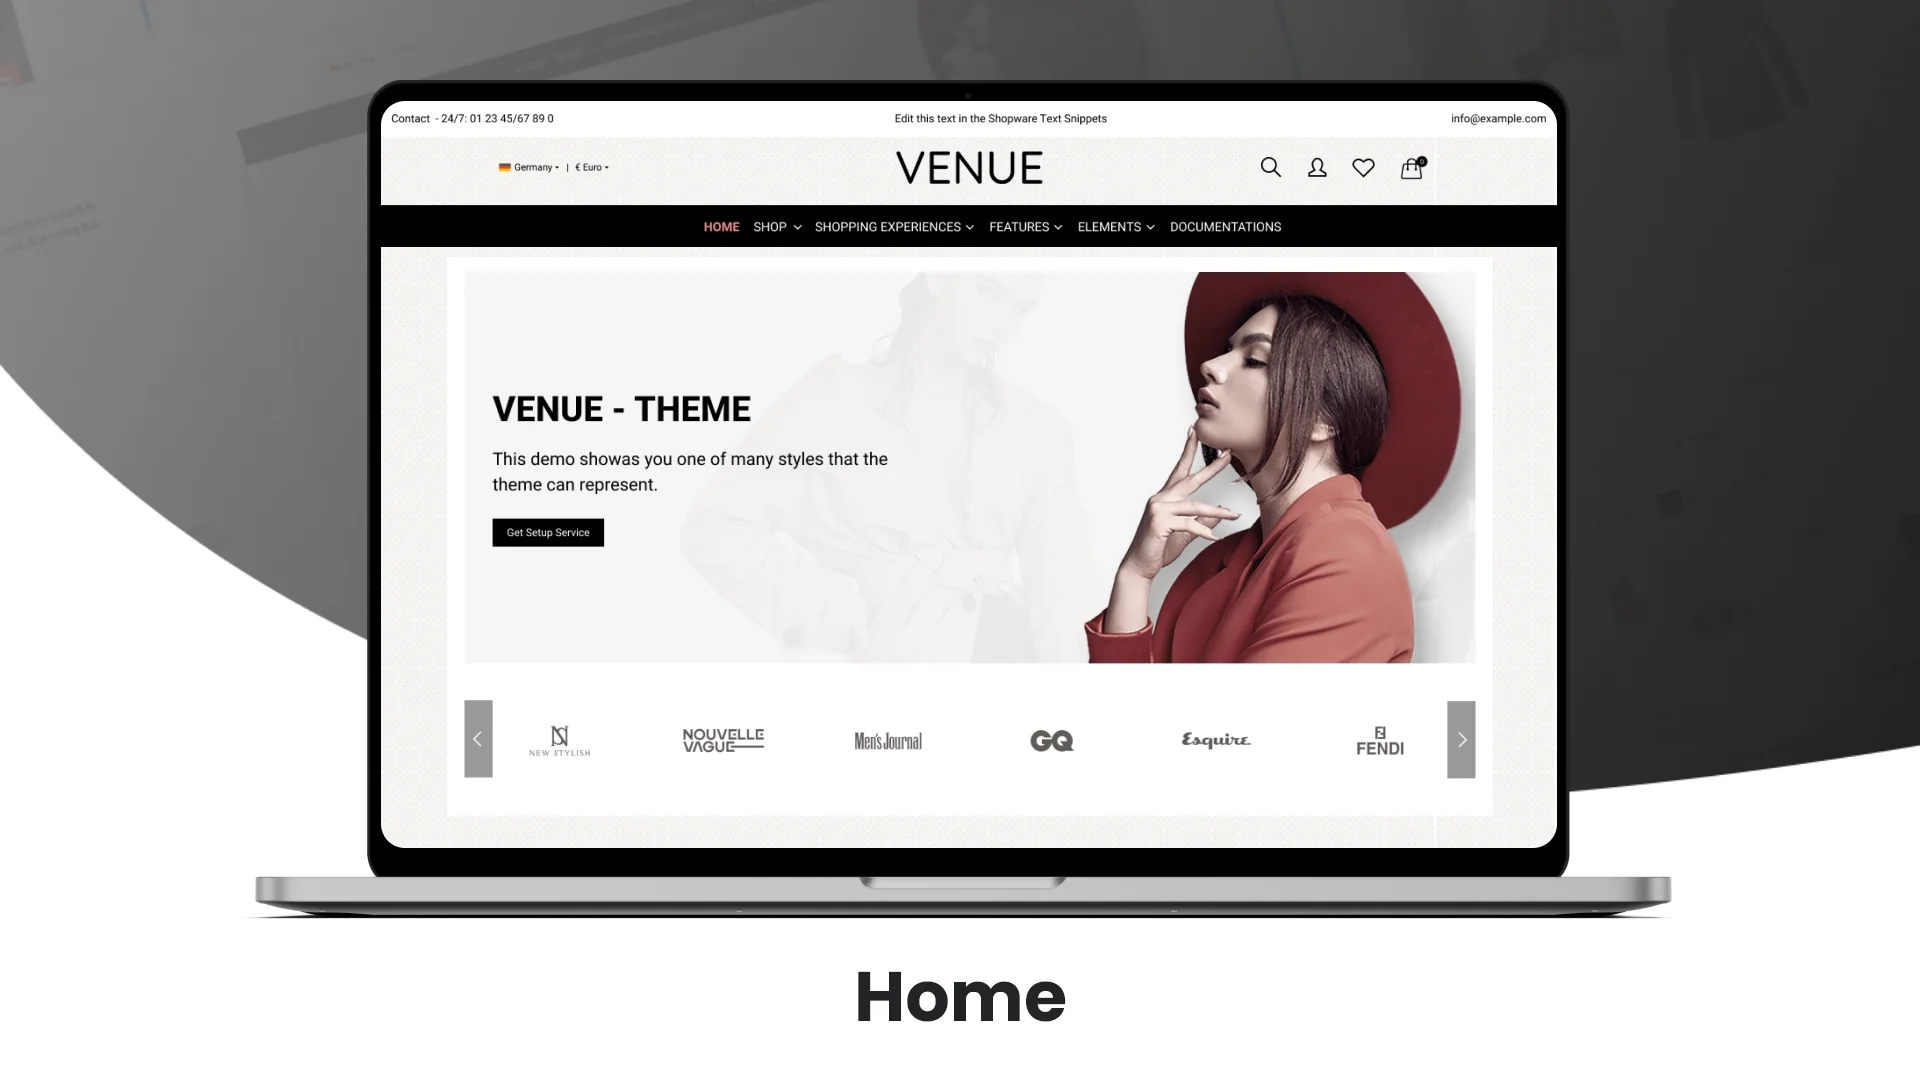 Contact - 24/7: 01 23 45/67 89 0
Edit this text in the Shopware Text Snippets
info@example.com
Germany | € Euro
VENUE
0
HOME SHOP SHOPPING EXPERIENCES FEATURES ELEMENTS DOCUMENTATIONS
VENUE - THEME
This demo showas you one of many styles that the
theme can represent.
Get Setup Service
NEW STYLISH
NOUVELLE
VAGUE
Men's Journal
GQ
Esquire
FENDI
Home